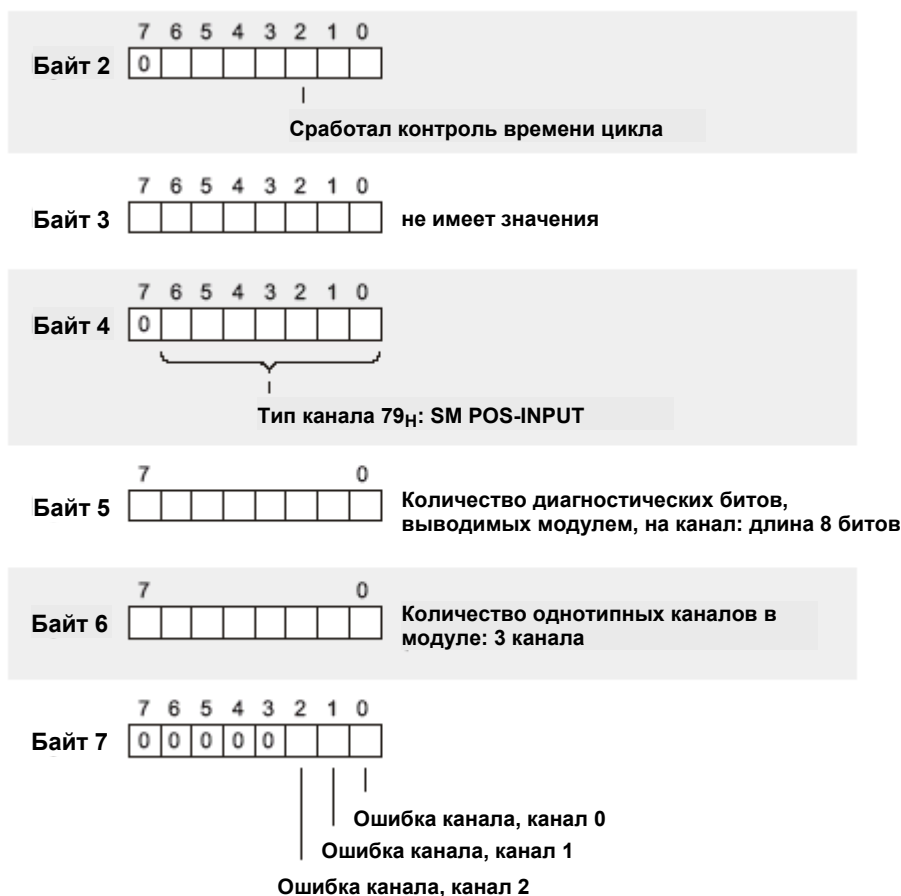 7 6 5 4 3 2 1 0
Байт 2 0
Сработал контроль времени цикла
7 6 5 4 3 2 1 0
Байт 3 не имеет значения
7 6 5 4 3 2 1 0
Байт 4 0
Тип канала 79H: SM POS-INPUT
7 0
Байт 5 Количество диагностических битов,
выводимых модулем, на канал: длина 8 битов
7 0
Байт 6 Количество однотипных каналов в
модуле: 3 канала
7 6 5 4 3 2 1 0
Байт 7 0 0 0 0 0
Ошибка канала, канал 0
Ошибка канала, канал 1
Ошибка канала, канал 2